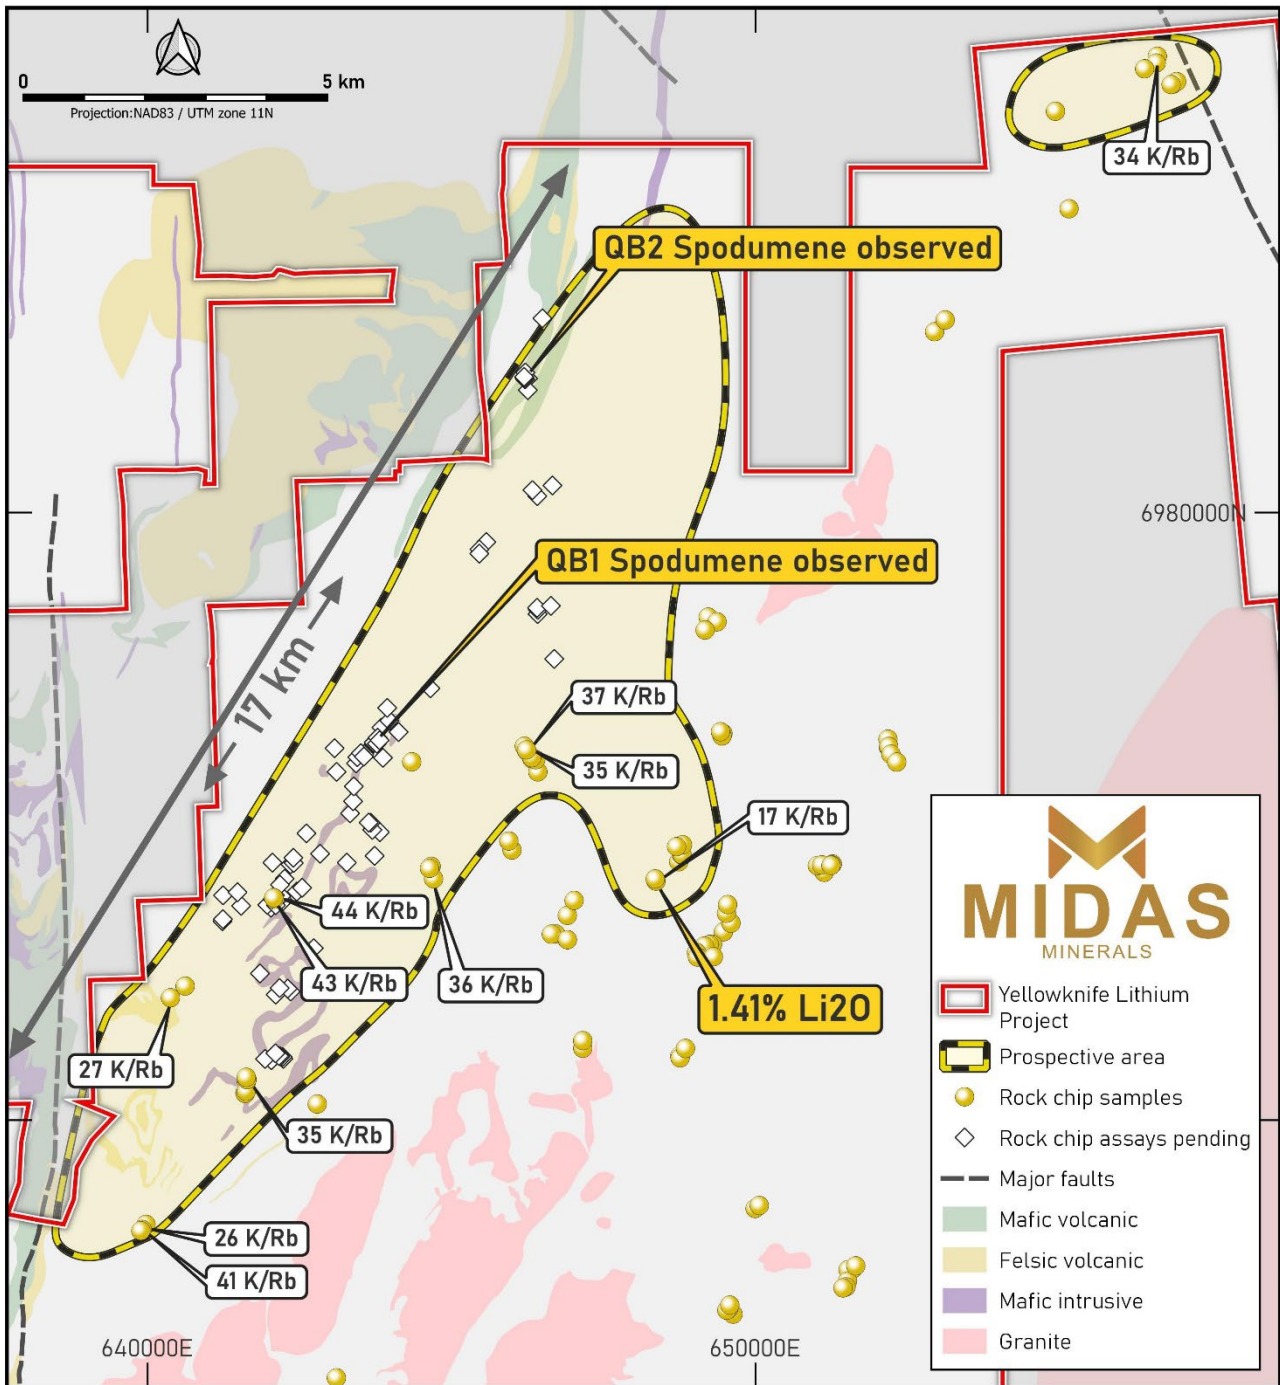 0
5 km
Projection:NAD83 / UTM zone 11N
34 K/Rb
QB2 Spodumene observed
6980000N
QB1 Spodumene observed
17 km
37 K/Rb
35 K/Rb
17 K/Rb
44 K/Rb
43 K/Rb
36 K/Rb
1.41% Li2O
27 K/Rb
35 K/Rb
26 K/Rb
41 K/Rb
640000E
650000E
MIDAS
MINERALS
Yellowknife Lithium
Project
Prospective area
Rock chip samples
Rock chip assays pending
Major faults
Mafic volcanic
Felsic volcanic
Mafic intrusive
Granite